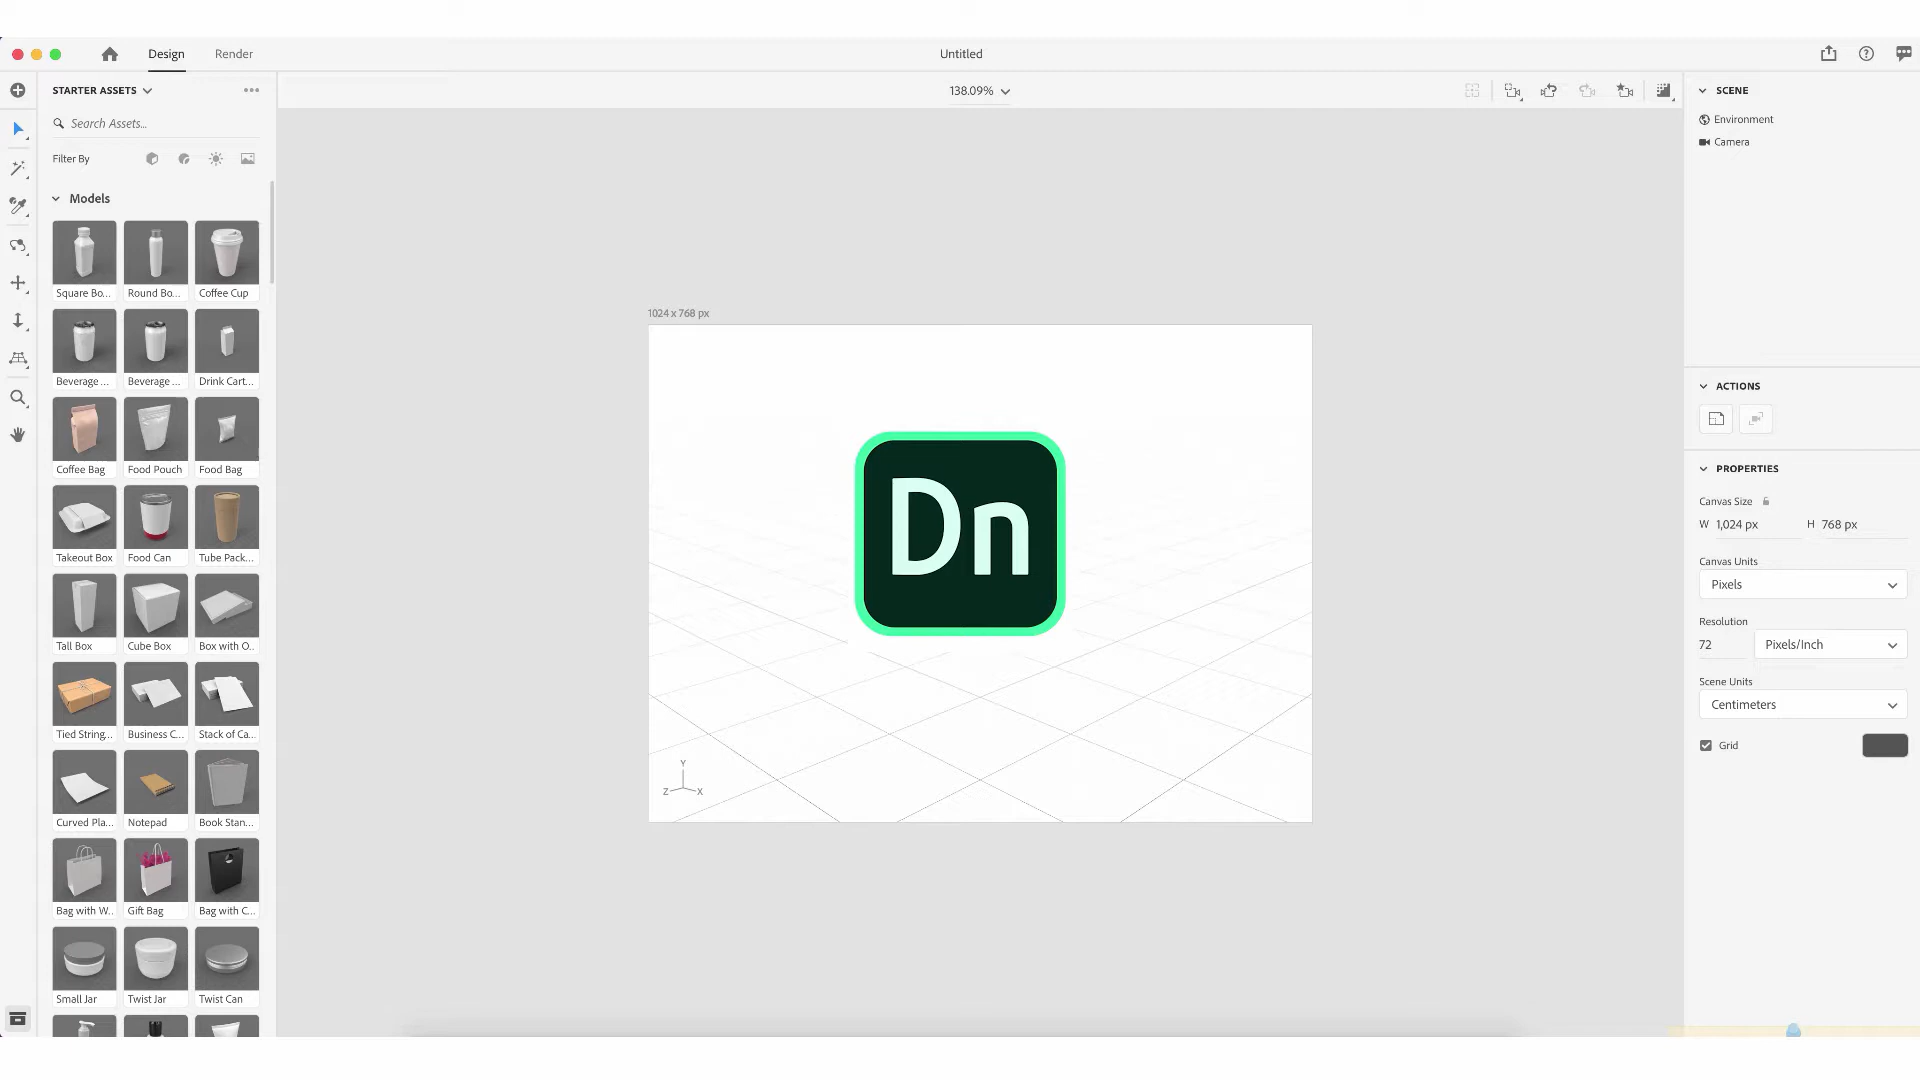 Design
Render
Untitled
STARTER ASSETS
138.09%
SCENE
Search Assets...
Environment
Filter By
Camera
Models
Square Bo...
Round Bo...
Coffee Cup
1024 x 768 px
Beverage ...
Beverage ...
Drink Cart...
ACTIONS
Coffee Bag
Food Pouch
Food Bag
PROPERTIES
Canvas Size
W 1,024 px
H 768 px
Dn
Takeout Box
Food Can
Tube Pack...
Canvas Units
Pixels
Resolution
72
Pixels/Inch
Tall Box
Cube Box
Box with O..
Scene Units
Centimeters
Tied String...
Business C...
Stack of Ca...
Grid
Y
Z
X
Curved Pla...
Notepad
Book Stan...
Bag with W..
Gift Bag
Bag with C...
Small Jar
Twist Jar
Twist Can